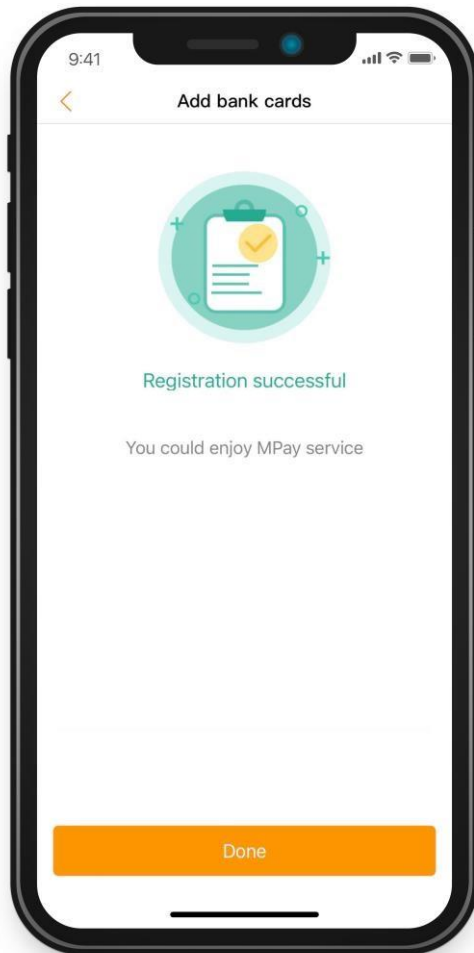 9:41
Add bank cards
Registration successful
You could enjoy MPay service
Done